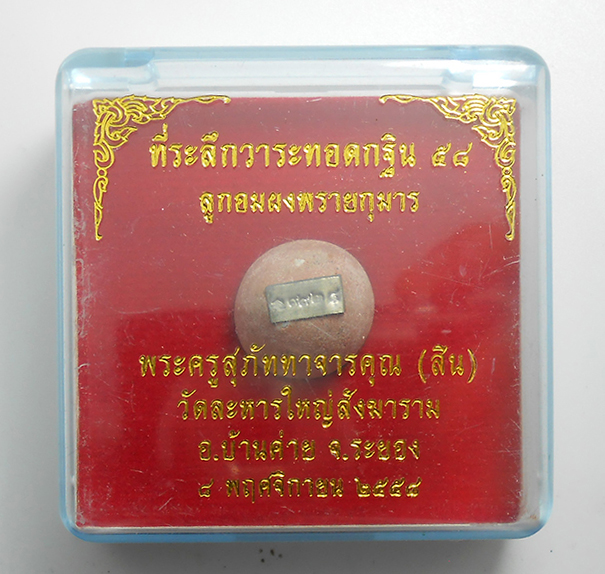 ที่ระลึกวาระทอดกฐิน ๕๘
ลูกอมผงพรายกุมาร
พระครูสุภัททาจารคุณ (สิน)
วัดละหารใหญ่สังฆาราม
อ.บ้านค่าย จ.ระยอง
๘ พฤศจิกายน ๒๕๕๘